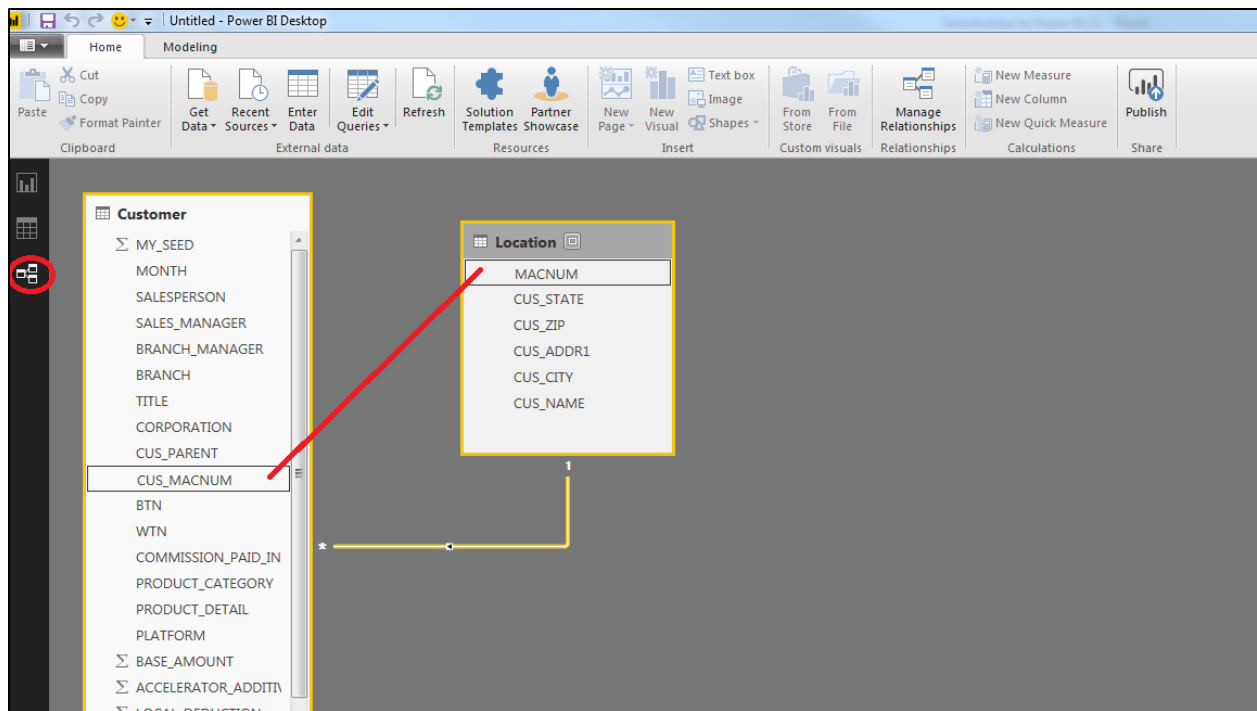 Untitled - Power BI Desktop
Home Modeling
Paste
Cut
Copy
Format Painter
Clipboard
Get Data
Recent Sources
Enter Data
Edit Queries
Refresh
External data
Solution Templates
Partner Showcase
Resources
New Page
New Visual
Text box
Image
Shapes
Insert
From Store
From File
Custom visuals
Manage Relationships
Relationships
New Measure
New Column
New Quick Measure
Calculations
Publish
Share
Customer
Σ MY_SEED
MONTH
SALESPERSON
SALES_MANAGER
BRANCH_MANAGER
BRANCH
TITLE
CORPORATION
CUS_PARENT
CUS_MACNUM
BTN
WTN
COMMISSION_PAID_IN
PRODUCT_CATEGORY
PRODUCT_DETAIL
PLATFORM
Σ BASE_AMOUNT
Σ ACCELERATOR_ADDITI
Location
MACNUM
CUS_STATE
CUS_ZIP
CUS_ADDR1
CUS_CITY
CUS_NAME
1
*